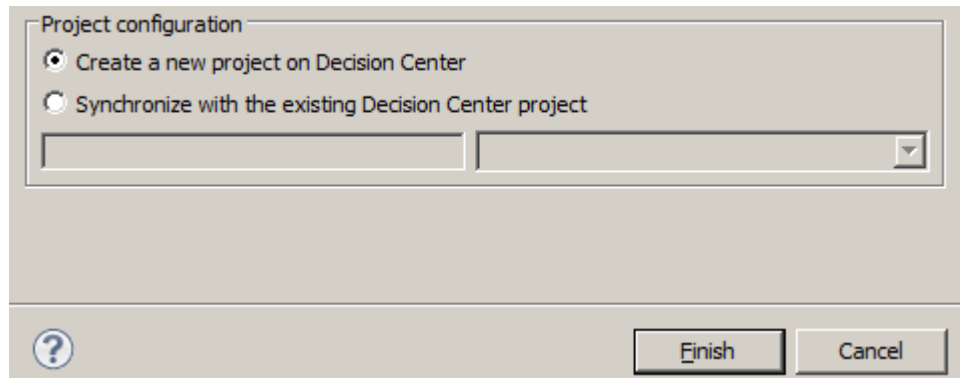 Project configuration
Create a new project on Decision Center
Synchronize with the existing Decision Center project
?
Finish Cancel